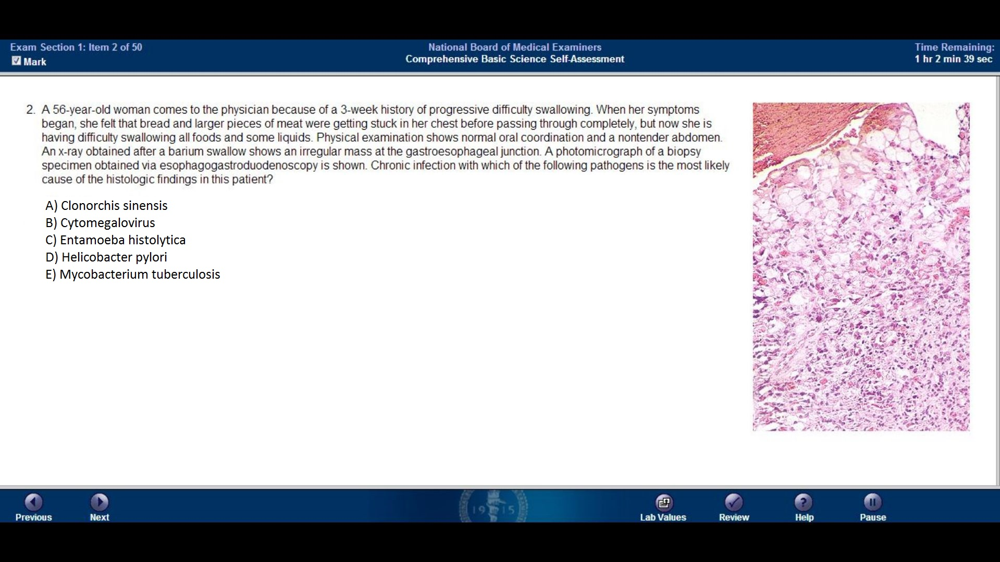 Exam Section 1: Item 2 of 50
Mark
National Board of Medical Examiners
Comprehensive Basic Science Self-Assessment
Time Remaining:
1 hr 2 min 39 sec
2. A 56-year-old woman comes to the physician because of a 3-week history of progressive difficulty swallowing. When her symptoms
began, she felt that bread and larger pieces of meat were getting stuck in her chest before passing through completely, but now she is
having difficulty swallowing all foods and some liquids. Physical examination shows normal oral coordination and a nontender abdomen.
An x-ray obtained after a barium swallow shows an irregular mass at the gastroesophageal junction. A photomicrograph of a biopsy
specimen obtained via esophagogastroduodenoscopy is shown. Chronic infection with which of the following pathogens is the most likely
cause of the histologic findings in this patient?
A) Clonorchis sinensis
B) Cytomegalovirus
C) Entamoeba histolytica
D) Helicobacter pylori
E) Mycobacterium tuberculosis
1915
Previous
Next
Lab Values
Review
Help
Pause